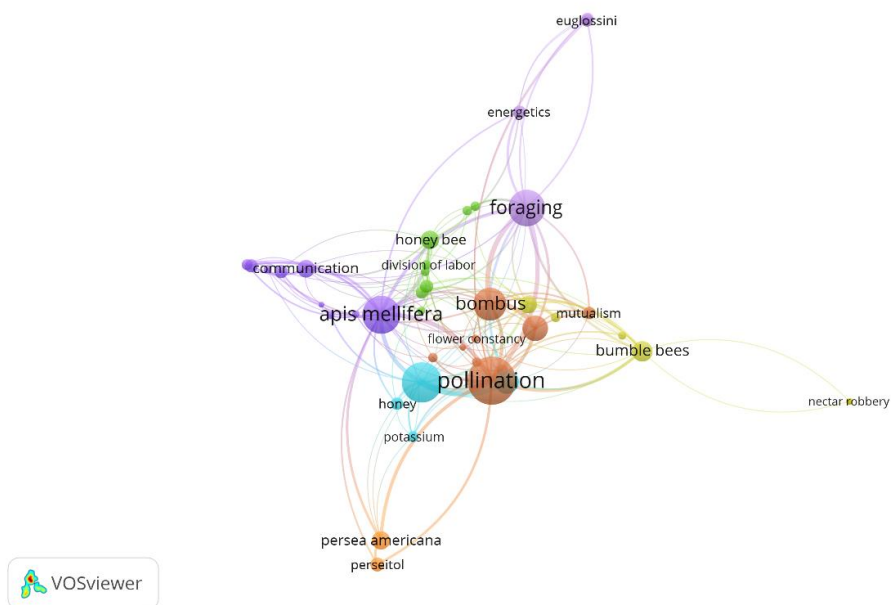 euglossini
energetics
foraging
honey bee
division of labor
communication
apis mellifera
bombus
mutualism
flower constancy
bumble bees
pollination
nectar robbery
honey
potassium
persea americana
perseitol
VOSviewer